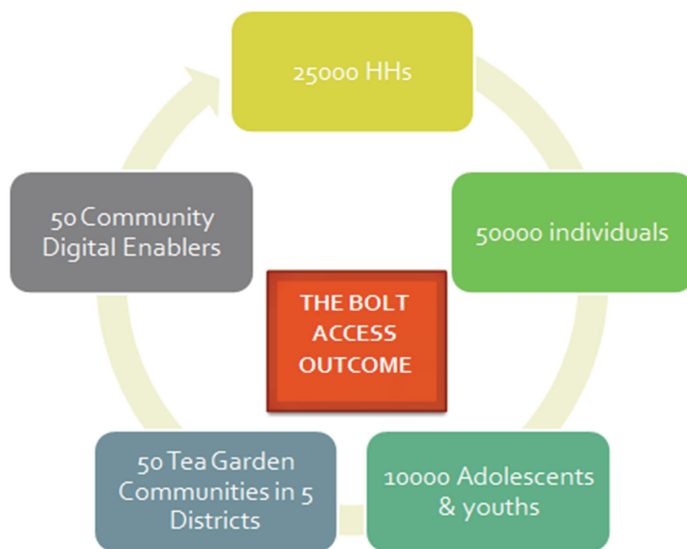 25000 HHs
50000 individuals
10000 Adolescents
& youths
50 Tea Garden
Communities in 5
Districts
50 Community
Digital Enablers
THE BOLT
ACCESS
OUTCOME